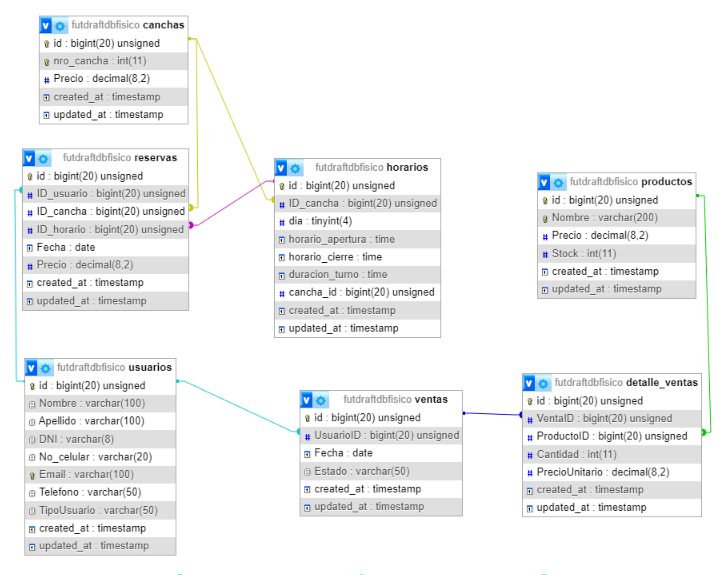 futdraftdbfisico canchas
id : bigint(20) unsigned
nro_cancha : int(11)
Precio : decimal(8,2)
created_at : timestamp
updated_at : timestamp
futdraftdbfisico reservas
id : bigint(20) unsigned
ID_usuario : bigint(20) unsigned
ID_cancha : bigint(20) unsigned
ID_horario : bigint(20) unsigned
Fecha : date
Precio : decimal(8,2)
created_at : timestamp
updated_at : timestamp
futdraftdbfisico horarios
id : bigint(20) unsigned
ID_cancha : bigint(20) unsigned
dia : tinyint(4)
horario_apertura : time
horario_cierre : time
duracion_turno : time
cancha_id : bigint(20) unsigned
created_at : timestamp
updated_at : timestamp
futdraftdbfisico productos
id : bigint(20) unsigned
Nombre : varchar(200)
Precio : decimal(8,2)
Stock : int(11)
created_at : timestamp
updated_at : timestamp
futdraftdbfisico usuarios
id : bigint(20) unsigned
Nombre : varchar(100)
Apellido : varchar(100)
DNI : varchar(8)
No_celular : varchar(20)
Email : varchar(100)
Telefono : varchar(50)
TipoUsuario : varchar(50)
created_at : timestamp
updated_at : timestamp
futdraftdbfisico ventas
id : bigint(20) unsigned
UsuarioID : bigint(20) unsigned
Fecha : date
Estado : varchar(50)
created_at : timestamp
updated_at : timestamp
futdraftdbfisico detalle_ventas
id : bigint(20) unsigned
VentaID : bigint(20) unsigned
ProductoID : bigint(20) unsigned
Cantidad : int(11)
PrecioUnitario : decimal(8,2)
created_at : timestamp
updated_at : timestamp